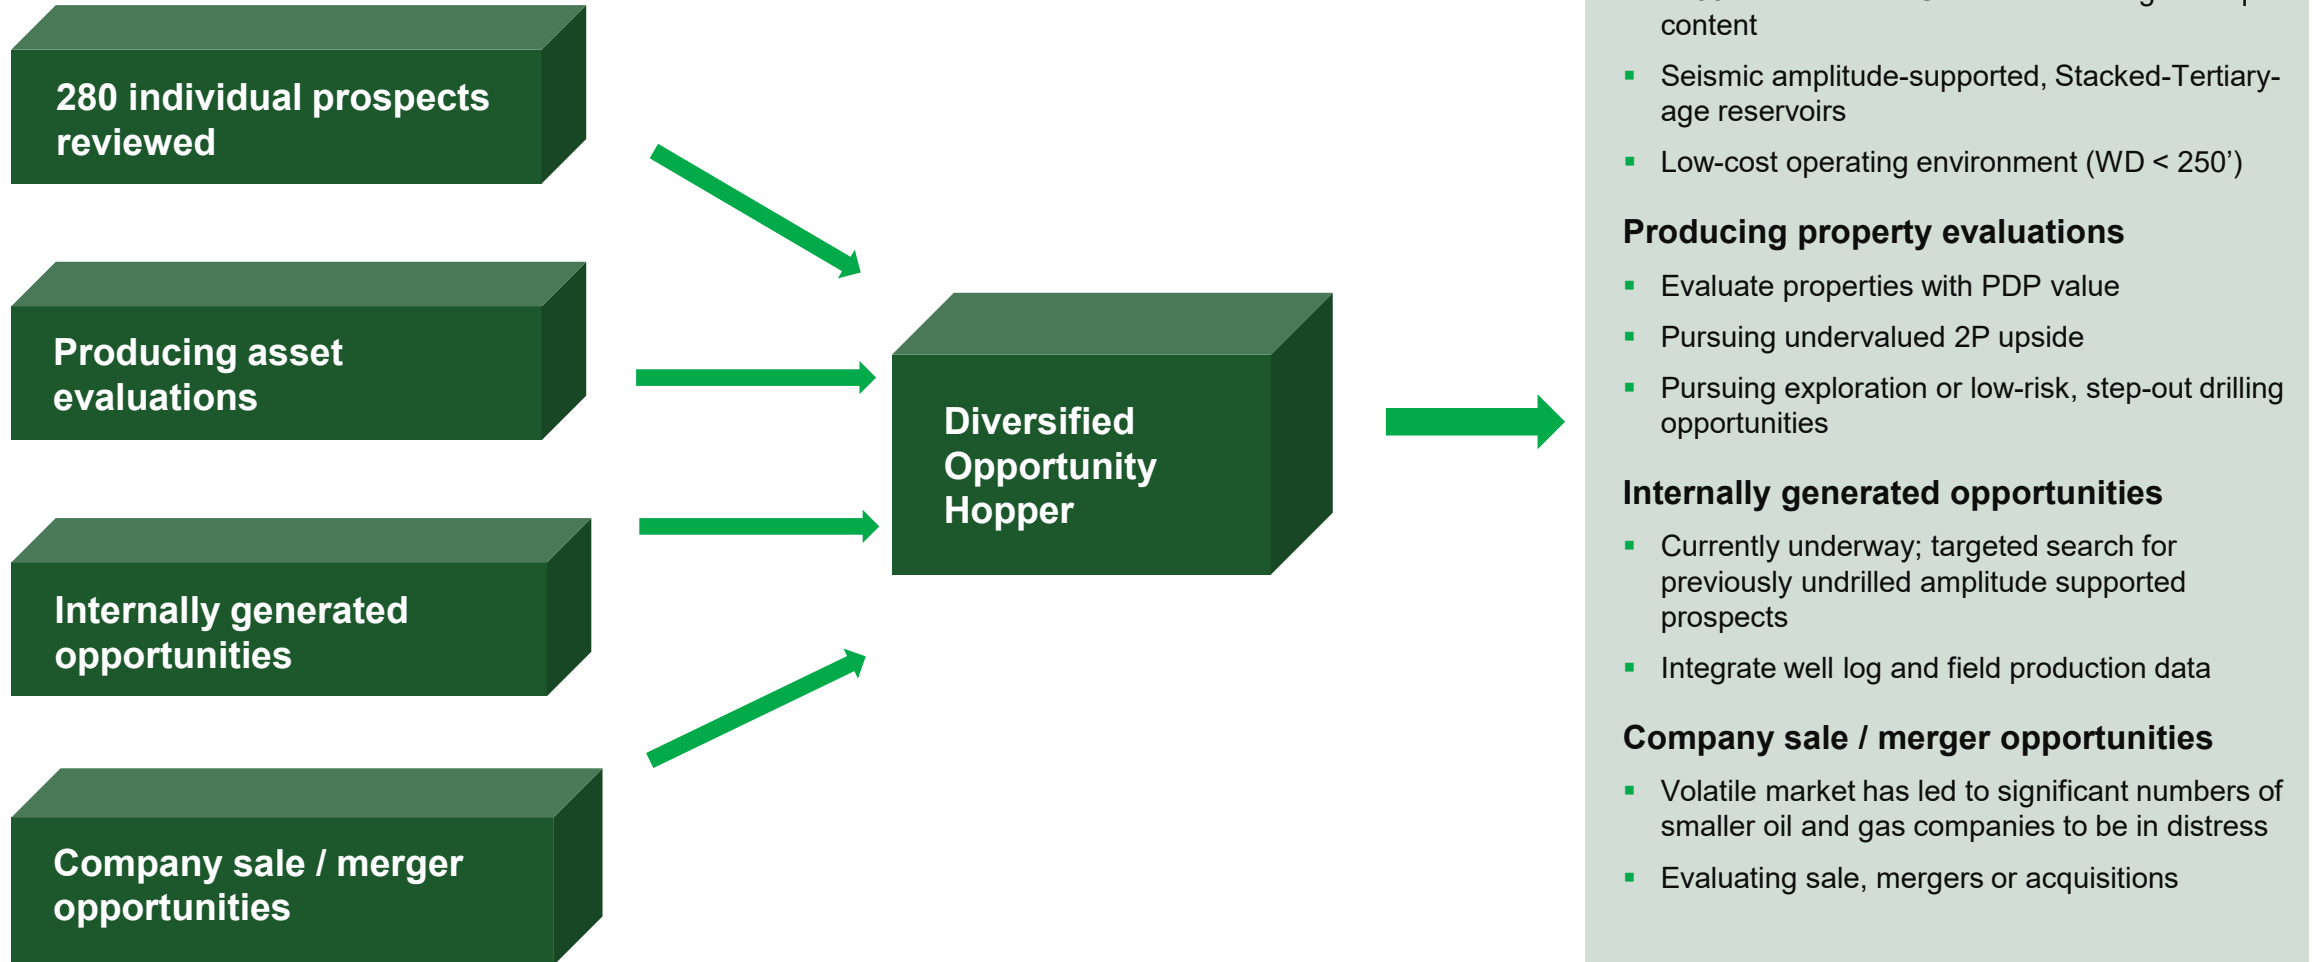 280 individual prospects
reviewed
Producing asset
evaluations
Internally generated
opportunities
Company sale / merger
opportunities
Diversified
Opportunity
Hopper
content
▪ Seismic amplitude-supported, Stacked-Tertiary-
age reservoirs
▪ Low-cost operating environment (WD < 250’)
Producing property evaluations
▪ Evaluate properties with PDP value
▪ Pursuing undervalued 2P upside
▪ Pursuing exploration or low-risk, step-out drilling
opportunities
Internally generated opportunities
▪ Currently underway; targeted search for
previously undrilled amplitude supported
prospects
▪ Integrate well log and field production data
Company sale / merger opportunities
▪ Volatile market has led to significant numbers of
smaller oil and gas companies to be in distress
▪ Evaluating sale, mergers or acquisitions